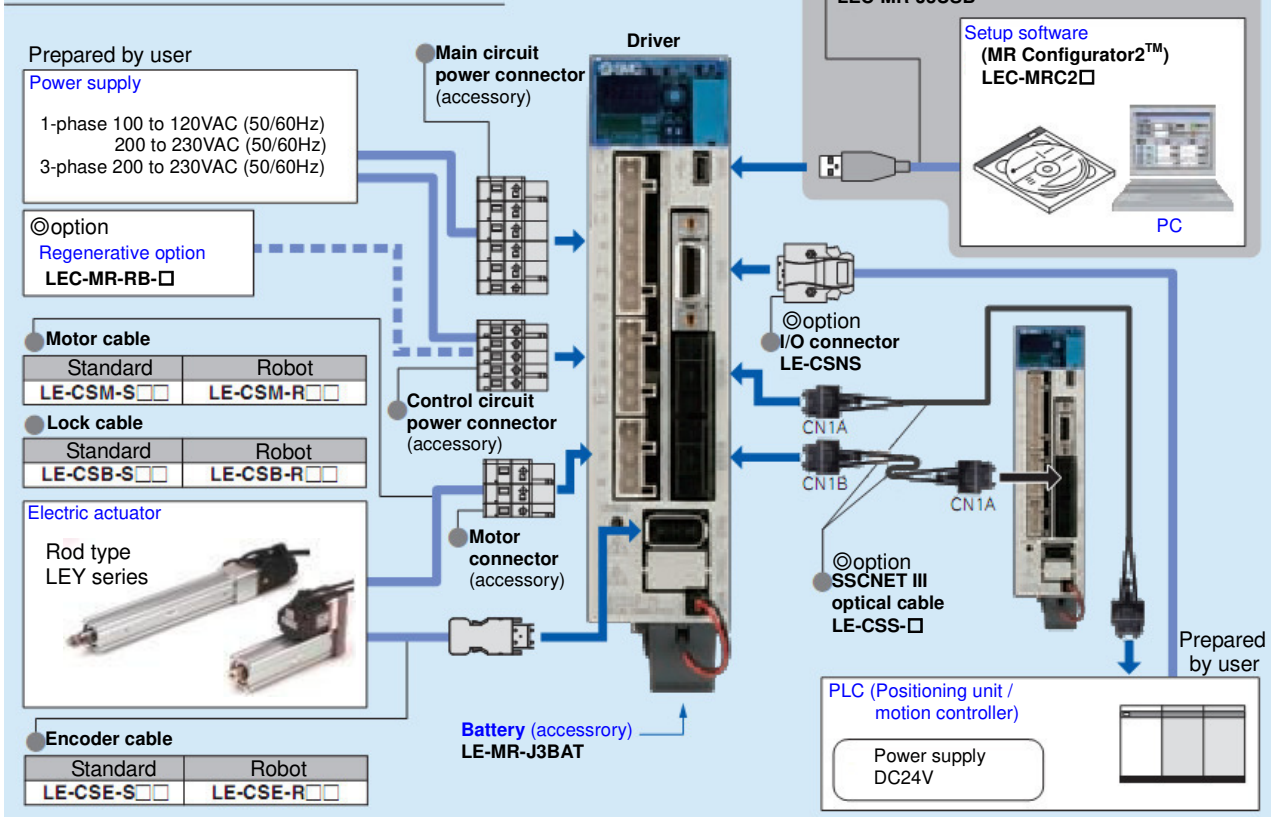 Prepared by user
Power supply
1-phase 100 to 120VAC (50/60Hz)
200 to 230VAC (50/60Hz)
3-phase 200 to 230VAC (50/60Hz)
◎option
Regenerative option
LEC-MR-RB-□
Motor cable
Standard Robot
LE-CSM-S□□ LE-CSM-R□□
Lock cable
Standard Robot
LE-CSB-S□□ LE-CSB-R□□
Electric actuator
Rod type
LEY series
Encoder cable
Standard Robot
LE-CSE-S□□ LE-CSE-R□□
Main circuit
power connector
(accessory)
Control circuit
power connector
(accessory)
Motor
connector
(accessory)
Driver
Battery (accessrory)
LE-MR-J3BAT
Setup software
(MR Configurator2™)
LEC-MRC2□
PC
◎option
I/O connector
LE-CSNS
CN1A
CN1B
CN1A
◎option
SSCNET III
optical cable
LE-CSS-□
Prepared
by user
PLC (Positioning unit /
motion controller)
Power supply
DC24V